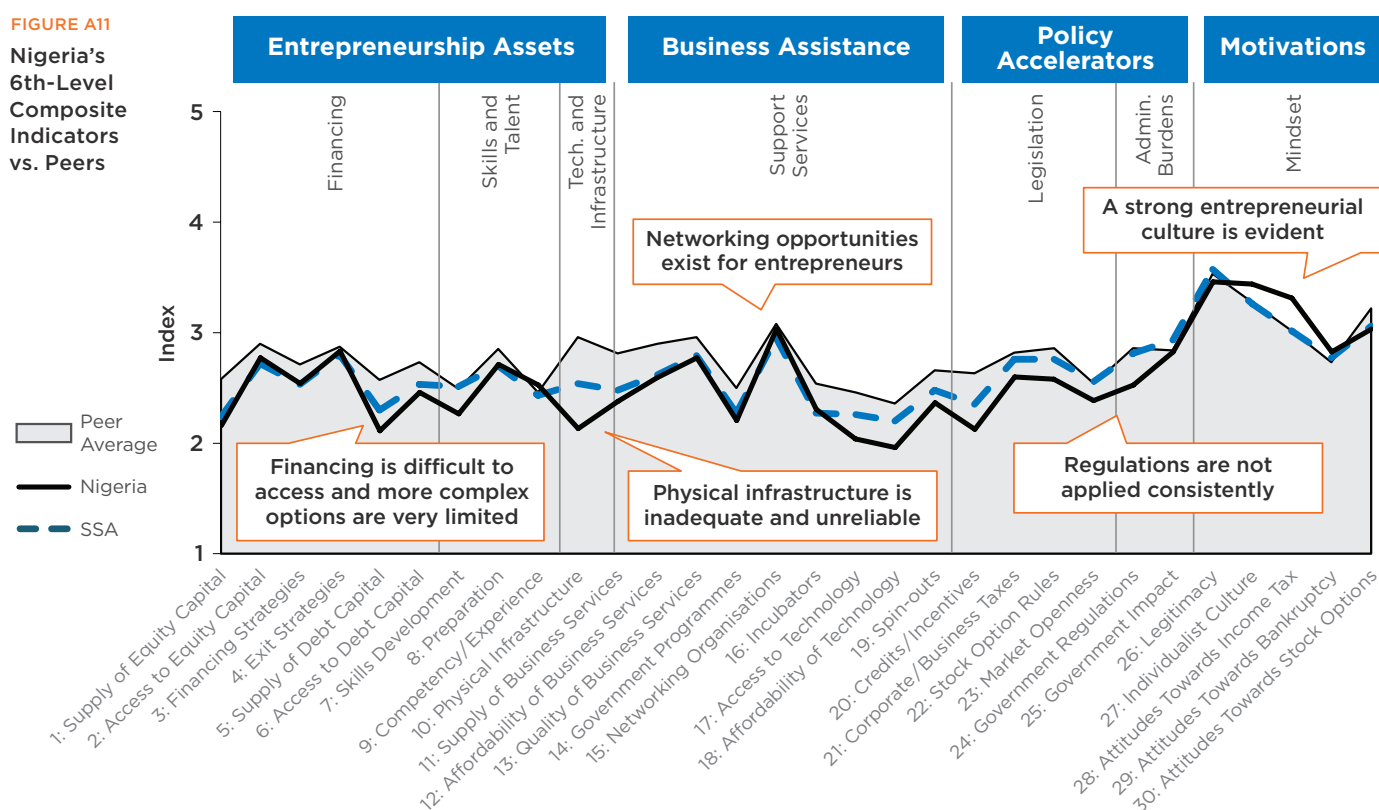 FIGURE A11
Nigeria's
6th-Level
Composite
Indicators
vs. Peers
Entrepreneurship Assets
Business Assistance
Policy
Accelerators
Motivations
Financing
Skills and
Talent
Tech. and
Infrastructure
Support
Services
Legislation
Admin.
Burdens
Mindset
5
4
3
2
1
Index
Networking opportunities
exist for entrepreneurs
A strong entrepreneurial
culture is evident
Financing is difficult to
access and more complex
options are very limited
Physical infrastructure is
inadequate and unreliable
Regulations are not
applied consistently
Peer
Average
Nigeria
SSA
1: Supply of Equity Capital
2: Access to Equity Capital
3: Financing Strategies
4: Exit Strategies
5: Supply of Debt Capital
6: Access to Debt Capital
7: Skills Development
8: Preparation
9: Competency/Experience
10: Physical Infrastructure
11: Supply of Business Services
12: Affordability of Business Services
13: Quality of Business Services
14: Government Programmes
15: Networking Organisations
16: Incubators
17: Access to Technology
18: Affordability of Technology
19: Spin-outs
20: Credits/Incentives
21: Corporate/Business Taxes
22: Stock Option Rules
23: Market Openness
24: Government Regulations
25: Government Impact
26: Legitimacy
27: Individualist Culture
28: Attitudes Towards Income Tax
29: Attitudes Towards Bankruptcy
30: Attitudes Towards Stock Options